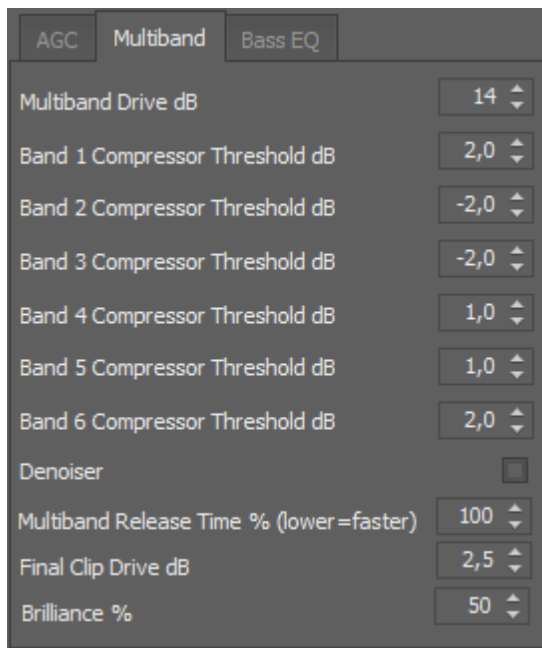 AGC Multiband Bass EQ
Multiband Drive dB 14
Band 1 Compressor Threshold dB 2,0
Band 2 Compressor Threshold dB -2,0
Band 3 Compressor Threshold dB -2,0
Band 4 Compressor Threshold dB 1,0
Band 5 Compressor Threshold dB 1,0
Band 6 Compressor Threshold dB 2,0
Denoiser
Multiband Release Time % (lower=faster) 100
Final Clip Drive dB 2,5
Brilliance % 50